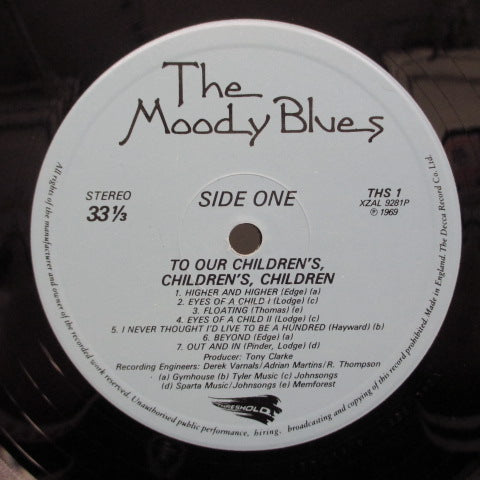 The
Moody Blues
STEREO
33 1/3
SIDE ONE
THS 1
XZAL 9281P
℗ 1969
TO OUR CHILDREN'S,
CHILDREN'S, CHILDREN
1. HIGHER AND HIGHER (Edge) (a)
2. EYES OF A CHILD I (Lodge) (c)
3. FLOATING (Thomas) (e)
4. EYES OF A CHILD II (Lodge) (c)
5. I NEVER THOUGHT I'D LIVE TO BE A HUNDRED (Hayward) (b)
6. BEYOND (Edge) (a)
7. OUT AND IN (Pinder, Lodge) (d)
Producer: Tony Clarke
Recording Engineers: Derek Varnals/Adrian Martins/R. Thompson
(a) Gymhouse (b) Tyler Music (c) Johnsongs
(d) Sparta Music/Johnsongs (e) Memforest
THRESHOLD
All rights of the manufacturer and owner of the recorded work reserved. Unauthorised public performance, hiring, broadcasting and copying of this record prohibited. Made in England. The Decca Record Co. Ltd.